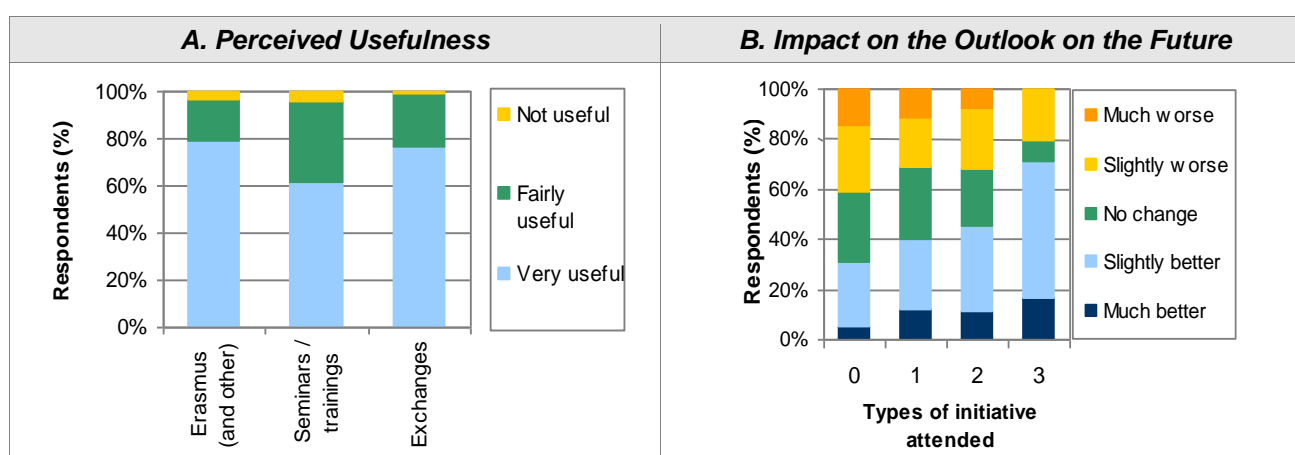 A. Perceived Usefulness
Respondents (%)
100%
80%
60%
40%
20%
0%
Erasmus
(and other)
Seminars /
trainings
Exchanges
Not useful
Fairly
useful
Very useful
B. Impact on the Outlook on the Future
Respondents (%)
100%
80%
60%
40%
20%
0%
0 1 2 3
Types of initiative
attended
Much worse
Slightly worse
No change
Slightly better
Much better